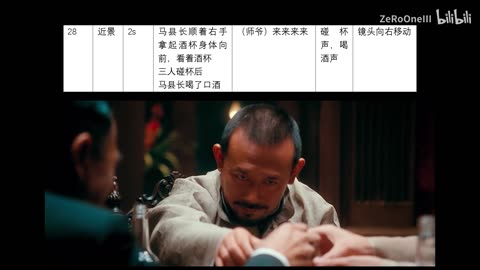 ZeRoOneIII bilibili
28 近景 2s 马县长顺着右手 （师爷）来来来来 碰杯 镜头向右移动
拿起酒杯身体向 声，喝
前，看着酒杯 酒声
三人碰杯后
马县长喝了口酒